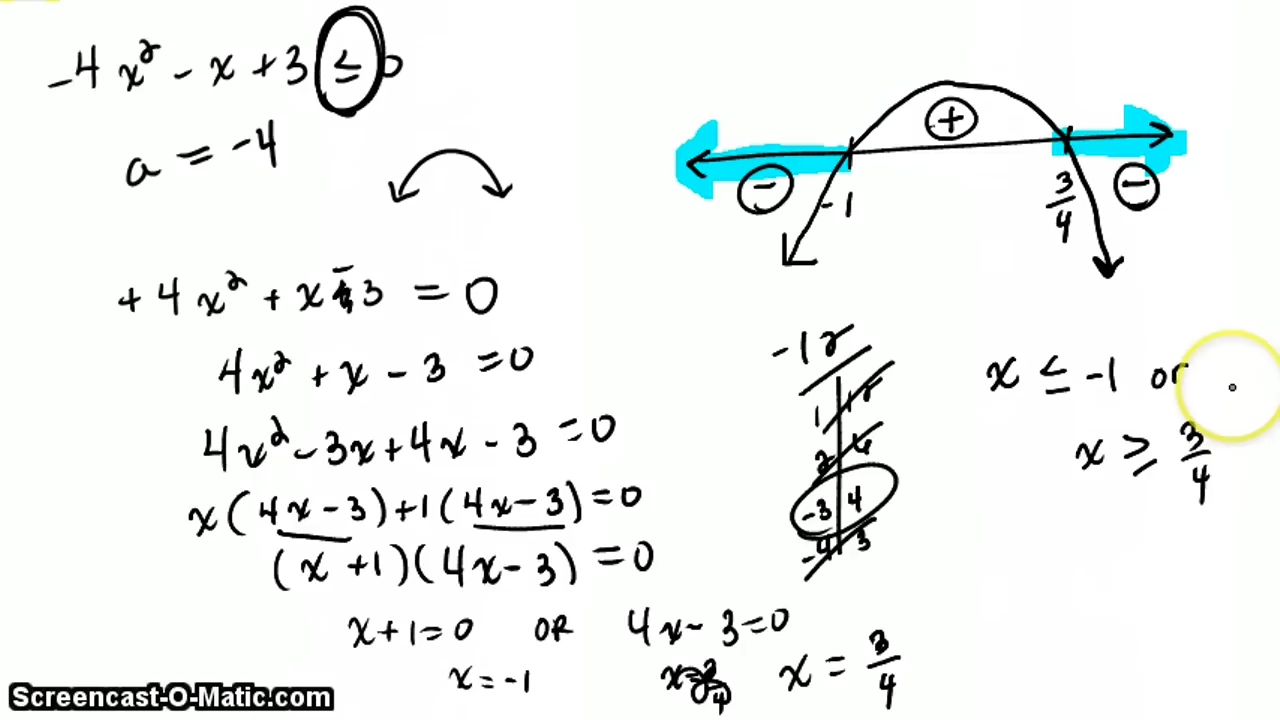 -4x² - x + 3 ≤ 0
a = -4
+4x² + x - 3 = 0
4x² + x - 3 = 0
4x² - 3x + 4x - 3 = 0
x(4x - 3) + 1(4x - 3) = 0
(x + 1)(4x - 3) = 0
x + 1 = 0 OR 4x - 3 = 0
x = -1 x = 3/4
+
- -
-1 3/4
-12
1 12
2 6
-3 4
-4 3
x ≤ -1 or
x ≥ 3/4
Screencast-O-Matic.com